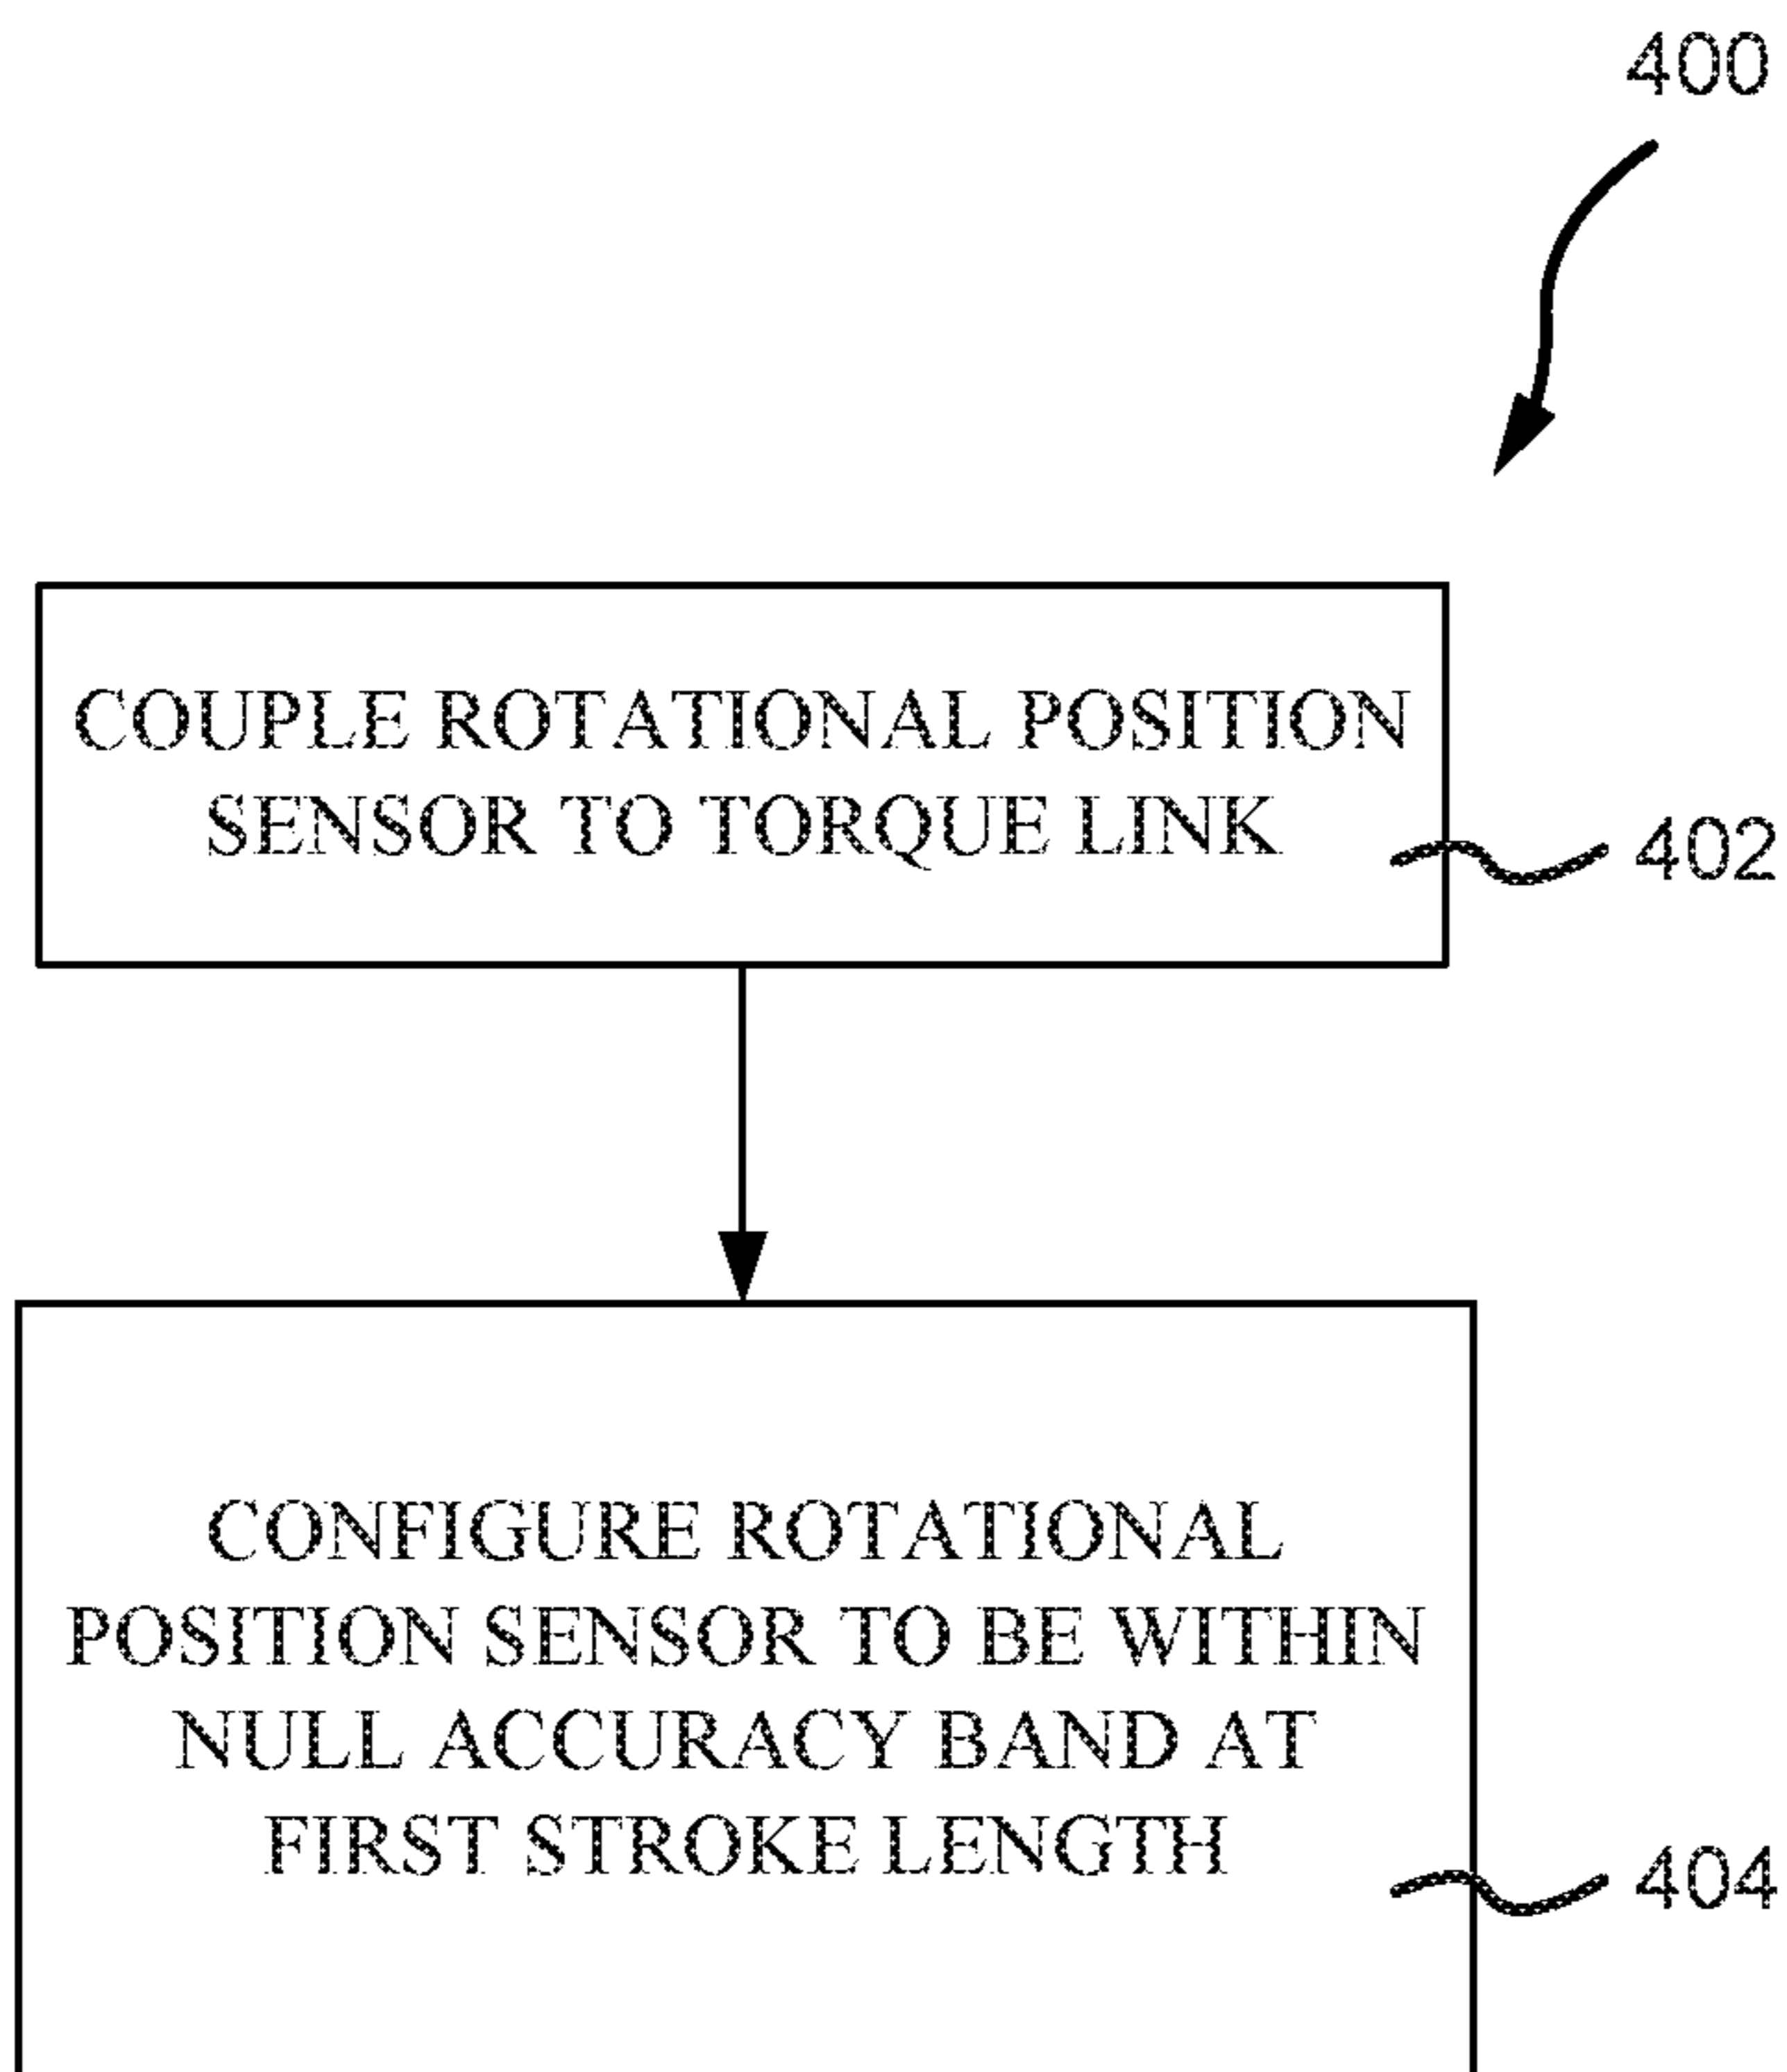 400
COUPLE ROTATIONAL POSITION
SENSOR TO TORQUE LINK
402
CONFIGURE ROTATIONAL
POSITION SENSOR TO BE WITHIN
NULL ACCURACY BAND AT
FIRST STROKE LENGTH
404